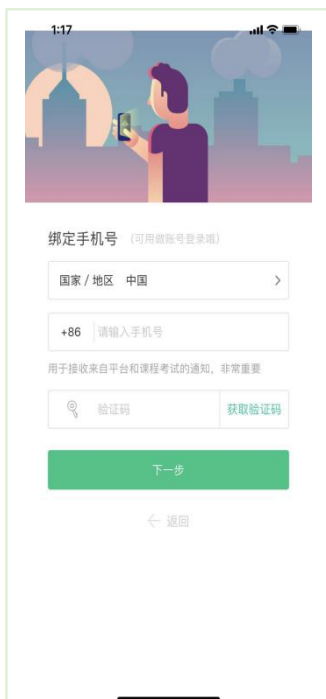 1:17
绑定手机号 (可用做账号登录哦)
国家 / 地区 中国
+86 请输入手机号
用于接收来自平台和课程考试的通知，非常重要
验证码 获取验证码
下一步
← 返回